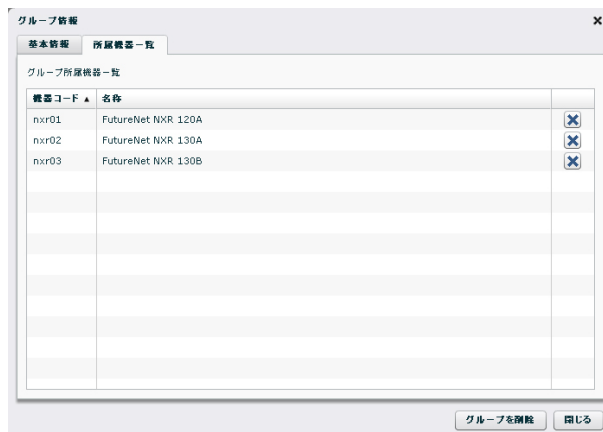 グループ情報
基本情報 所属機器一覧
グループ所属機器一覧
機器コード ▲ 名称
nxr01 FutureNet NXR 120A
nxr02 FutureNet NXR 130A
nxr03 FutureNet NXR 130B
グループを削除 閉じる